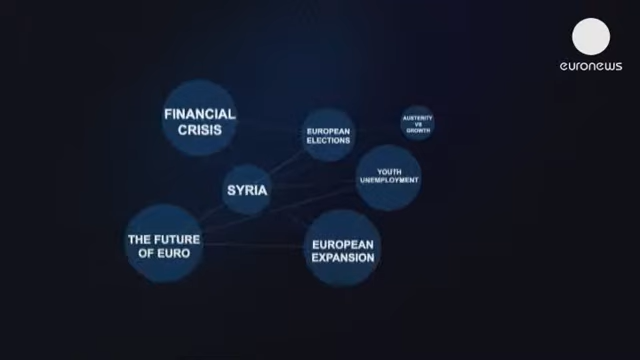 euronews
FINANCIAL
CRISIS
EUROPEAN
ELECTIONS
AUSTERITY
VS
GROWTH
YOUTH
UNEMPLOYMENT
SYRIA
THE FUTURE
OF EURO
EUROPEAN
EXPANSION